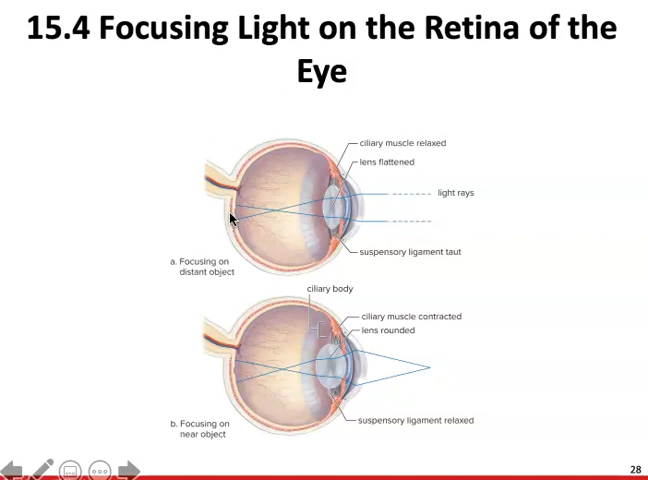 15.4 Focusing Light on the Retina of the
Eye
ciliary muscle relaxed
lens flattened
light rays
suspensory ligament taut
a. Focusing on
distant object
ciliary body
ciliary muscle contracted
lens rounded
suspensory ligament relaxed
b. Focusing on
near object
28